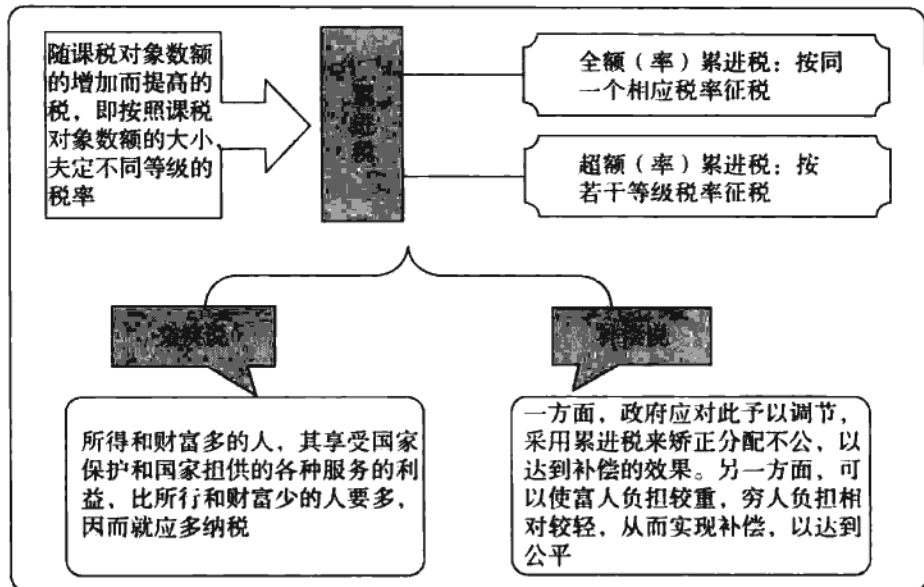 随课税对象数额
的增加而提高的
税，即按照课税
对象数额的大小、
夫定不同等级的
税率
累进税
全额（率）累进税：按同
一个相应税率征税
超额（率）累进税：按
若干等级税率征税
所得和财富多的人，其享受国家
保护和国家担供的各种服务的利
益，比所行和财富少的人要多，
因而就应多纳税
一方面，政府应对此予以调节，
采用累进税来矫正分配不公，以
达到补偿的效果。另一方面，可
以使富人负担较重，穷人负担相
对较轻，从而实现补偿，以达到
公平